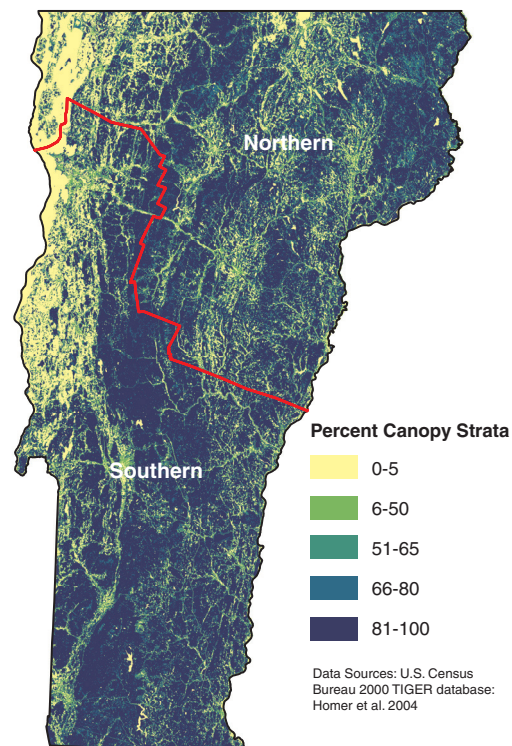 Northern
Southern
Percent Canopy Strata
0-5
6-50
51-65
66-80
81-100
Data Sources: U.S. Census
Bureau 2000 TIGER database:
Homer et al. 2004